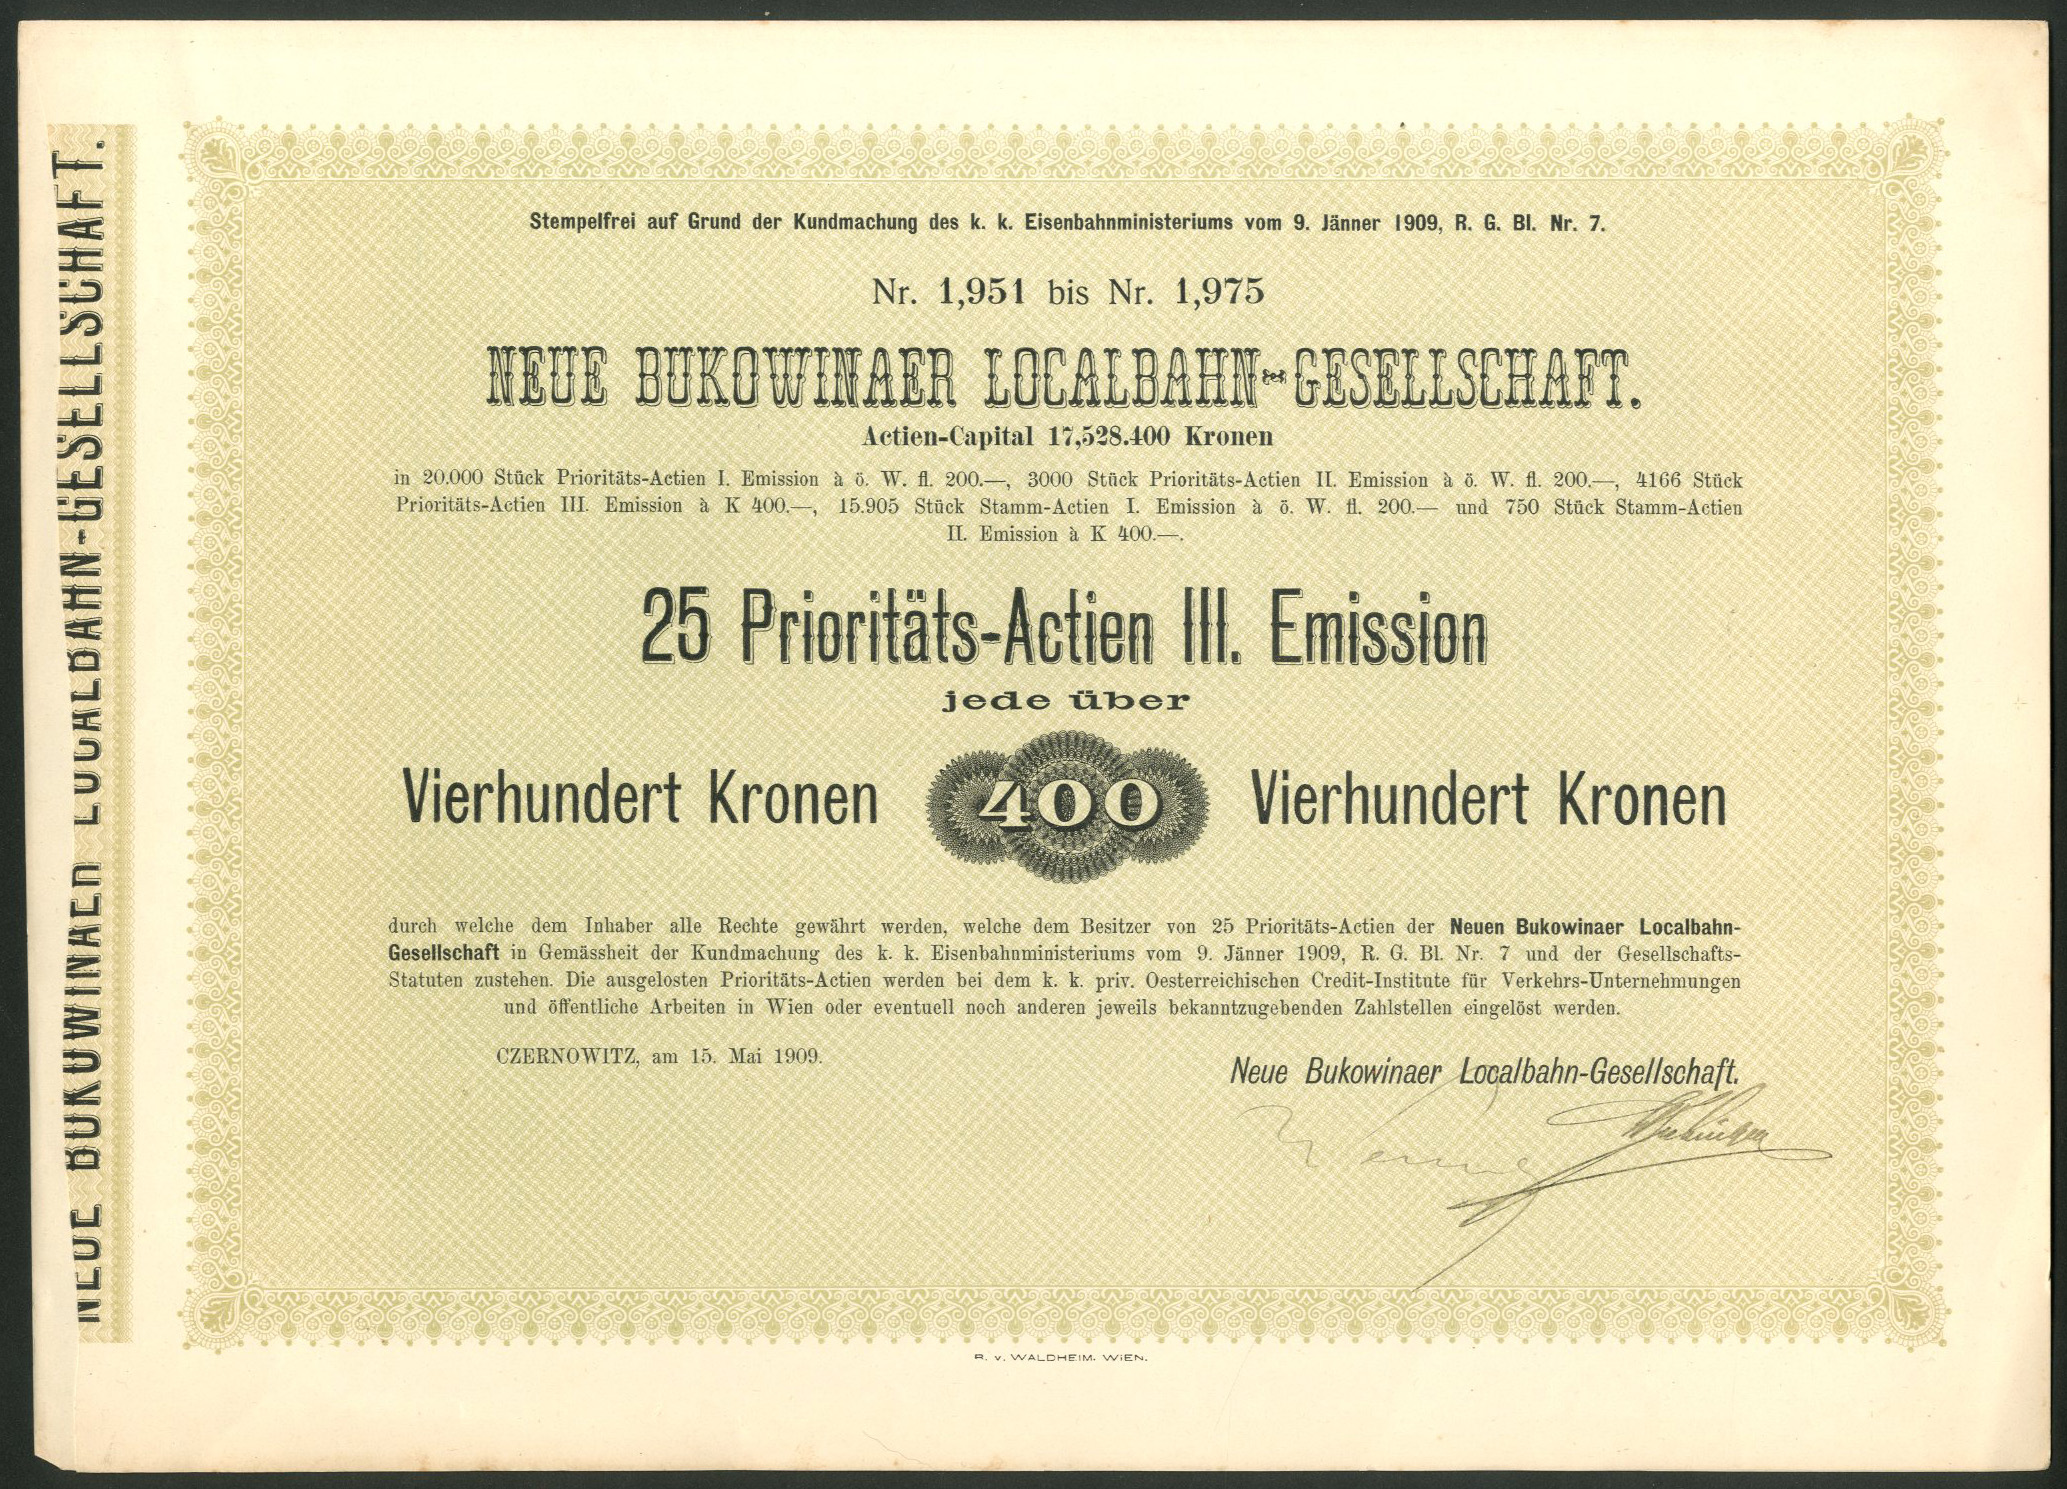 NEUE BUKOWINAER LOCALBAHN-GESELLSCHAFT.
Stempelfrei auf Grund der Kundmachung des k. k. Eisenbahnministeriums vom 9. Jänner 1909, R. G. Bl. Nr. 7.
Nr. 1,951 bis Nr. 1,975
NEUE BUKOWINAER LOCALBAHN-GESELLSCHAFT.
Actien-Capital 17,528.400 Kronen
in 20.000 Stück Prioritäts-Actien I. Emission à ö. W. fl. 200.—, 3000 Stück Prioritäts-Actien II. Emission à ö. W. fl. 200.—, 4166 Stück
Prioritäts-Actien III. Emission à K 400.—, 15.905 Stück Stamm-Actien I. Emission à ö. W. fl. 200.— und 750 Stück Stamm-Actien
II. Emission à K 400.—.
25 Prioritäts-Actien III. Emission
jede über
Vierhundert Kronen 400 Vierhundert Kronen
durch welche dem Inhaber alle Rechte gewährt werden, welche dem Besitzer von 25 Prioritäts-Actien der Neuen Bukowinaer Localbahn-
Gesellschaft in Gemässheit der Kundmachung des k. k. Eisenbahnministeriums vom 9. Jänner 1909, R. G. Bl. Nr. 7 und der Gesellschafts-
Statuten zustehen. Die ausgelosten Prioritäts-Actien werden bei dem k. k. priv. Oesterreichischen Credit-Institute für Verkehrs-Unternehmungen
und öffentliche Arbeiten in Wien oder eventuell noch anderen jeweils bekanntzugebenden Zahlstellen eingelöst werden.
CZERNOWITZ, am 15. Mai 1909.
Neue Bukowinaer Localbahn-Gesellschaft.
R. v. WALDHEIM. WIEN.